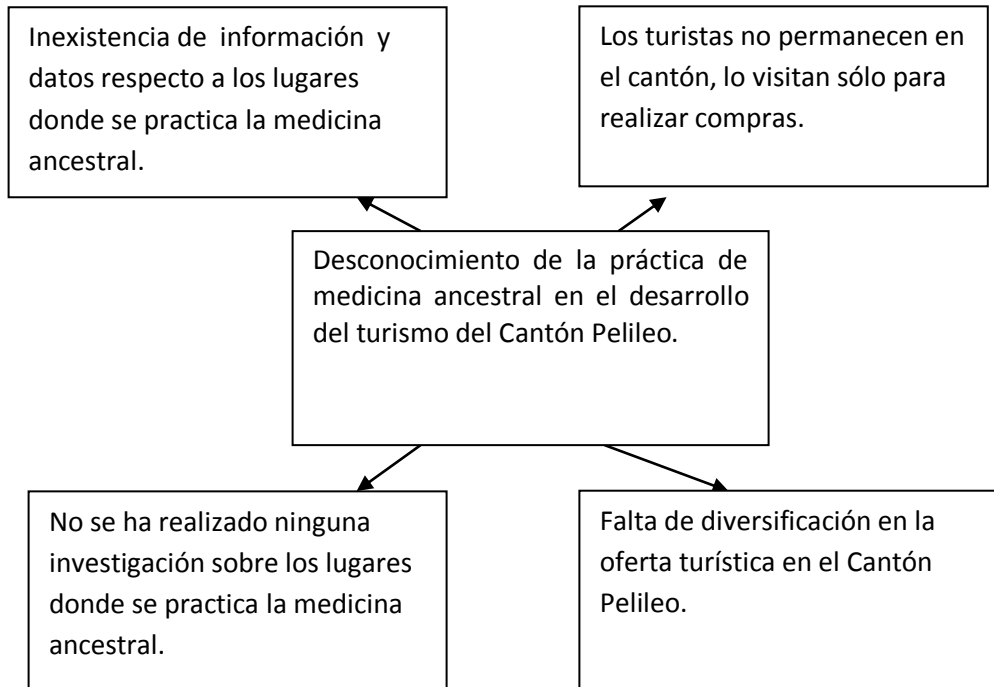 Inexistencia de información y
datos respecto a los lugares
donde se practica la medicina
ancestral.
Los turistas no permanecen en
el cantón, lo visitan sólo para
realizar compras.
Desconocimiento de la práctica de
medicina ancestral en el desarrollo
del turismo del Cantón Pelileo.
No se ha realizado ninguna
investigación sobre los lugares
donde se practica la medicina
ancestral.
Falta de diversificación en la
oferta turística en el Cantón
Pelileo.